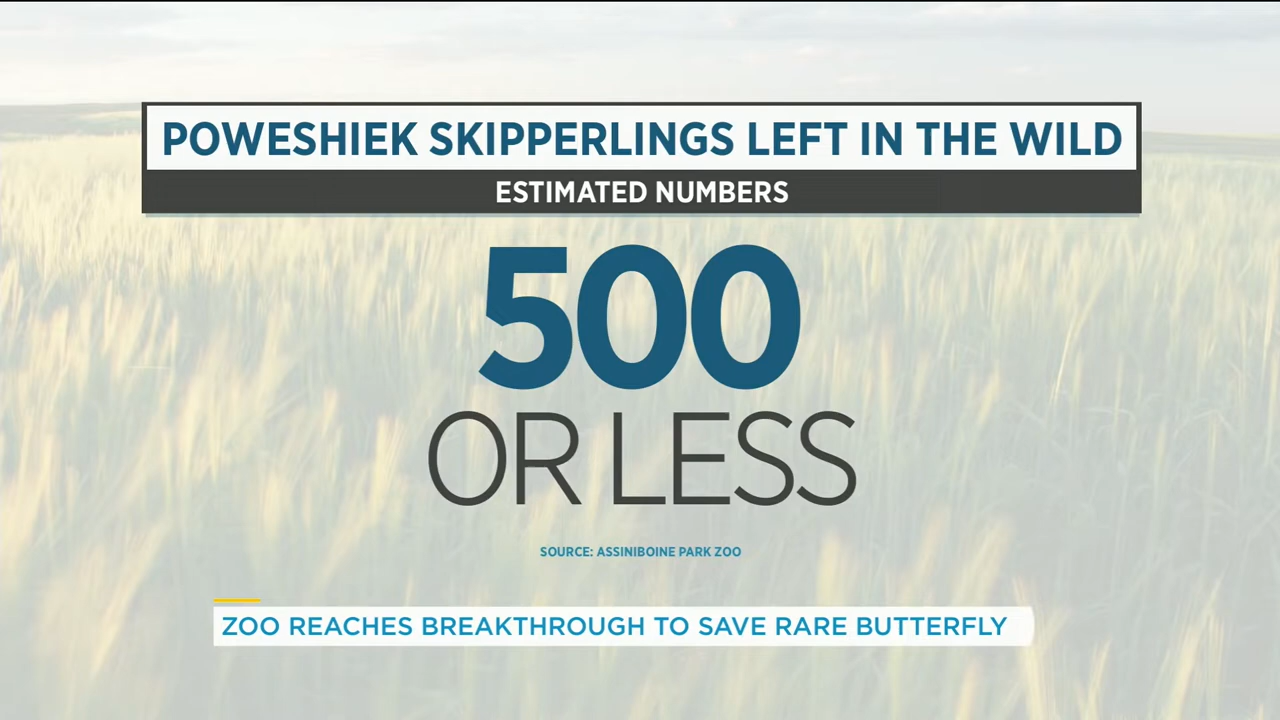 POWESHIEK SKIPPERLINGS LEFT IN THE WILD
ESTIMATED NUMBERS
500
OR LESS
SOURCE: ASSINIBOINE PARK ZOO
ZOO REACHES BREAKTHROUGH TO SAVE RARE BUTTERFLY